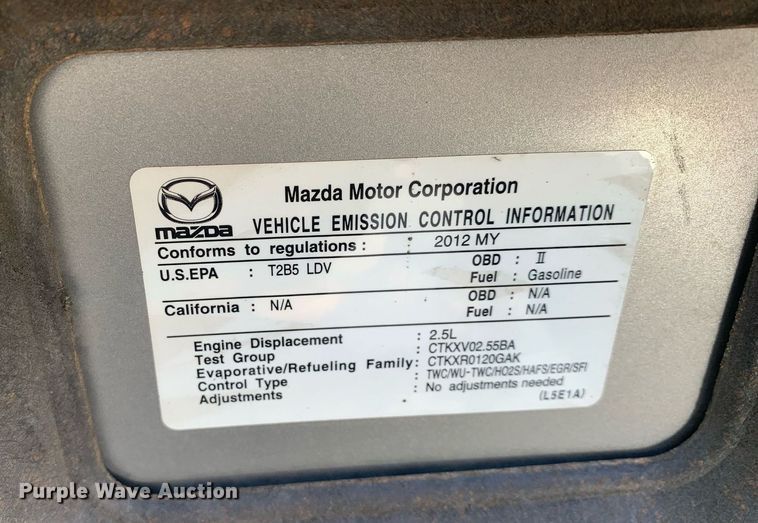 Mazda Motor Corporation
mazda VEHICLE EMISSION CONTROL INFORMATION
Conforms to regulations : 2012 MY
U.S.EPA : T2B5 LDV OBD : II
Fuel : Gasoline
California : N/A OBD : N/A
Fuel : N/A
Engine Displacement : 2.5L
Test Group : CTKXV02.55BA
Evaporative/Refueling Family: CTKXR0120GAK
Control Type : TWC/WU-TWC/HO2S/HAFS/EGR/SFI
Adjustments : No adjustments needed
(L5E1A)
Purple Wave Auction